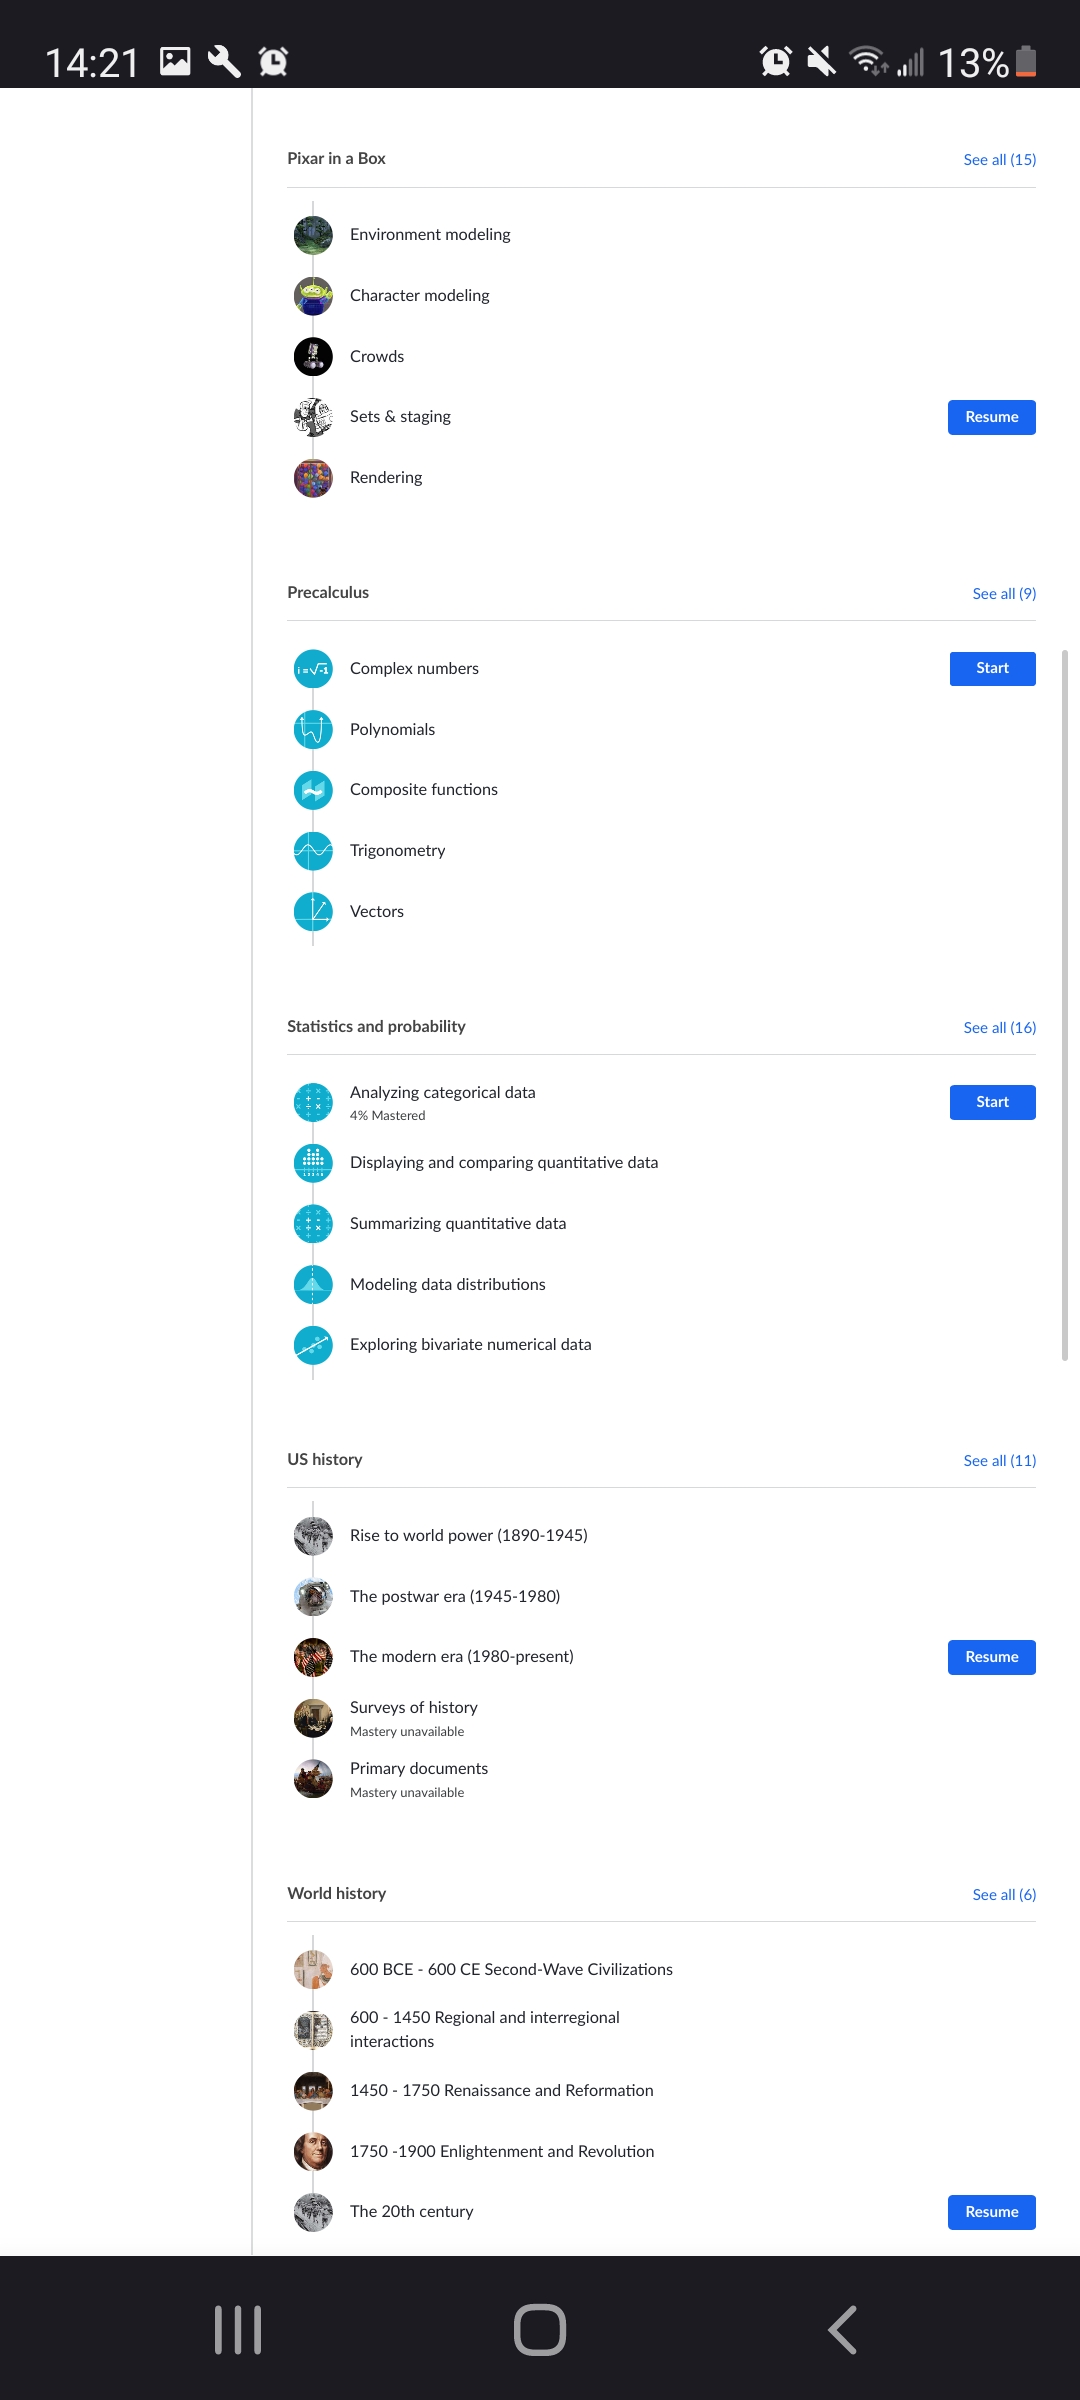 14:21
13%
Pixar in a Box
See all (15)
Environment modeling
Character modeling
Crowds
Sets & staging
Resume
Rendering
Precalculus
See all (9)
i = √-1
Complex numbers
Start
Polynomials
Composite functions
Trigonometry
Vectors
Statistics and probability
See all (16)
Analyzing categorical data
4% Mastered
Start
Displaying and comparing quantitative data
Summarizing quantitative data
Modeling data distributions
Exploring bivariate numerical data
US history
See all (11)
Rise to world power (1890-1945)
The postwar era (1945-1980)
The modern era (1980-present)
Resume
Surveys of history
Mastery unavailable
Primary documents
Mastery unavailable
World history
See all (6)
600 BCE - 600 CE Second-Wave Civilizations
600 - 1450 Regional and interregional
interactions
1450 - 1750 Renaissance and Reformation
1750 -1900 Enlightenment and Revolution
The 20th century
Resume